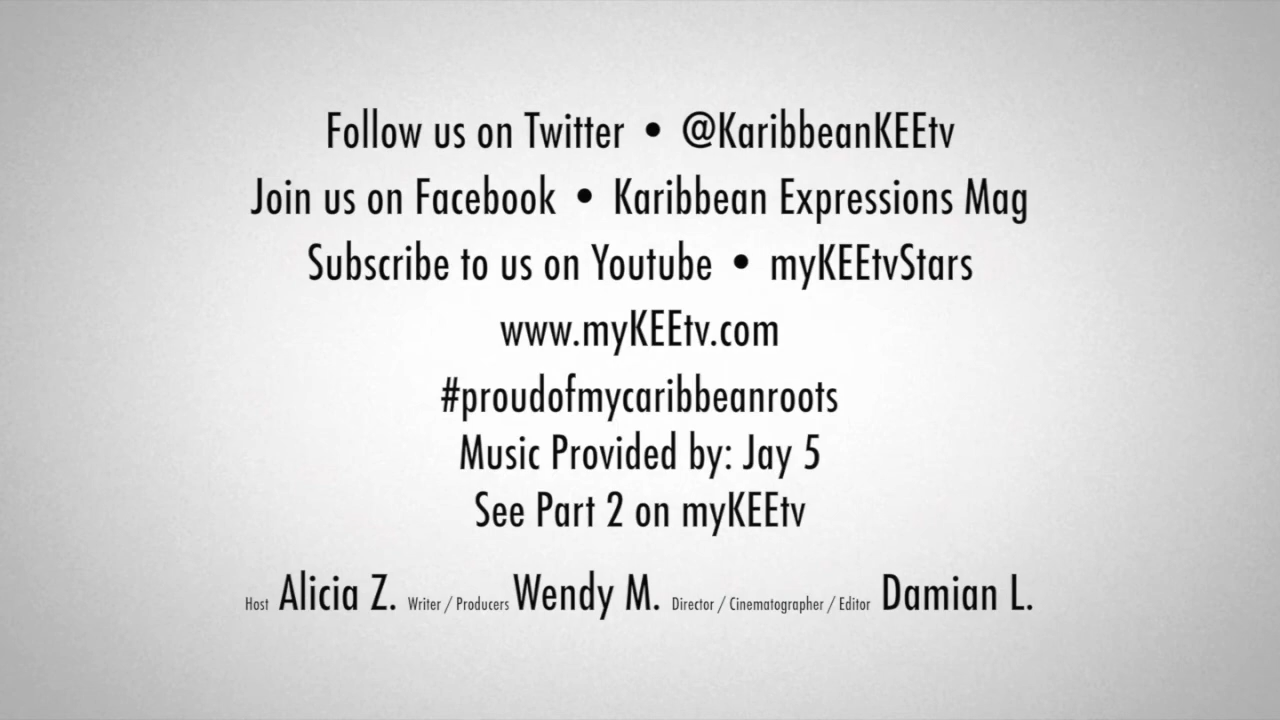 Follow us on Twitter • @KaribbeanKEEtv
Join us on Facebook • Karibbean Expressions Mag
Subscribe to us on Youtube • myKEEtvStars
www.myKEEtv.com
#proudofmycaribbeanroots
Music Provided by: Jay 5
See Part 2 on myKEEtv
Host Alicia Z. Writer / Producers Wendy M. Director / Cinematographer / Editor Damian L.